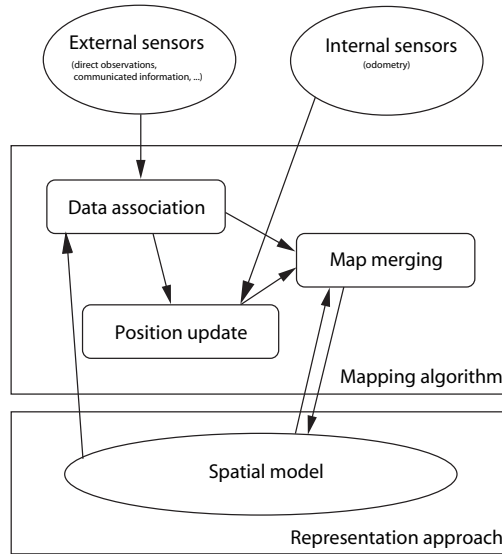 External sensors
(direct observations,
communicated information, ...)
Internal sensors
(odometry)
Data association
Map merging
Position update
Mapping algorithm
Spatial model
Representation approach